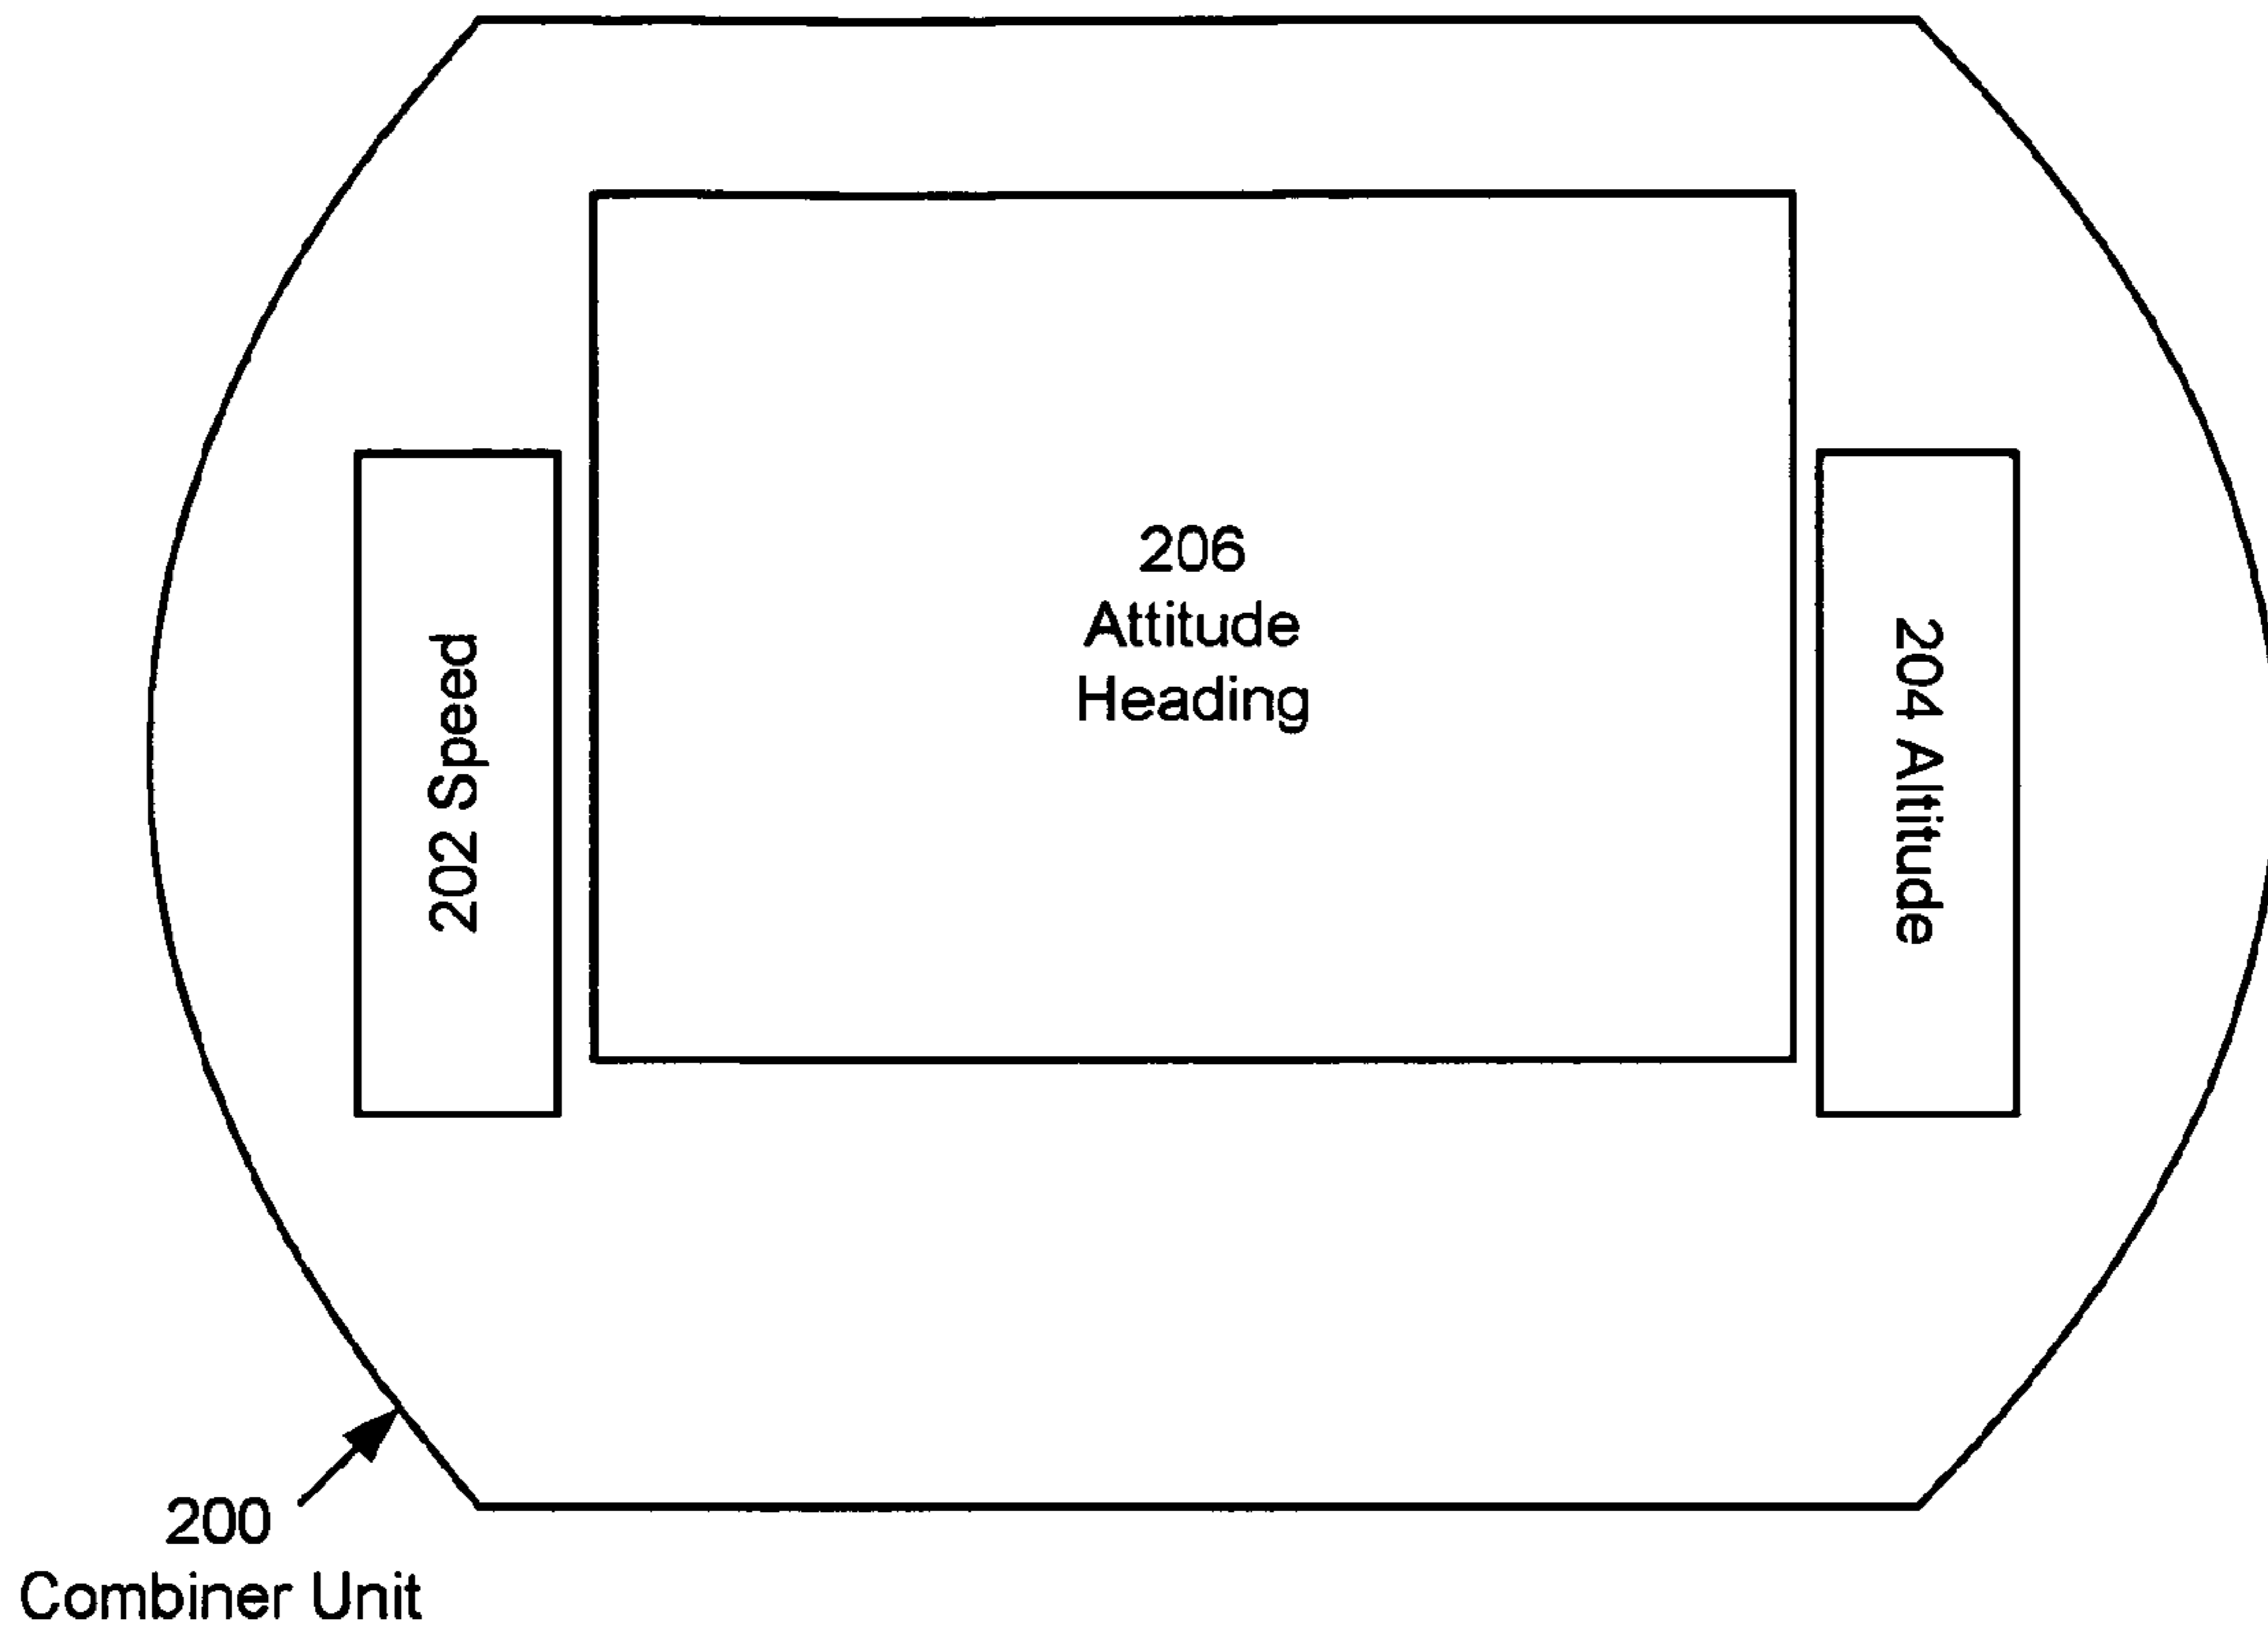 206
Attitude
Heading
202 Speed
204 Altitude
200
Combiner Unit